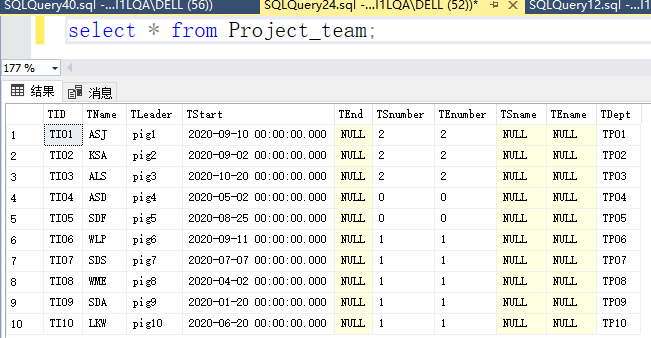 SQLQuery40.sql -...I1LQA\DELL (56)) SQLQuery24.sql -...I1LQA\DELL (52))* SQLQuery12.sql -...I1LQA\DELL
select * from Project_team;
177 %
结果 消息
TID TName TLeader TStart TEnd TSnumber TEnumber TSname TEname TDept
1 TI01 ASJ pig1 2020-09-10 00:00:00.000 NULL 2 2 NULL NULL TP01
2 TI02 KSA pig2 2020-09-02 00:00:00.000 NULL 2 2 NULL NULL TP02
3 TI03 ALS pig3 2020-10-20 00:00:00.000 NULL 2 2 NULL NULL TP03
4 TI04 ASD pig4 2020-05-02 00:00:00.000 NULL 0 0 NULL NULL TP04
5 TI05 SDF pig5 2020-08-25 00:00:00.000 NULL 0 0 NULL NULL TP05
6 TI06 WLP pig6 2020-09-11 00:00:00.000 NULL 1 1 NULL NULL TP06
7 TI07 SDS pig7 2020-07-07 00:00:00.000 NULL 1 1 NULL NULL TP07
8 TI08 WME pig8 2020-04-02 00:00:00.000 NULL 1 1 NULL NULL TP08
9 TI09 SDA pig9 2020-01-20 00:00:00.000 NULL 1 1 NULL NULL TP09
10 TI10 LKW pig10 2020-06-20 00:00:00.000 NULL 1 1 NULL NULL TP10